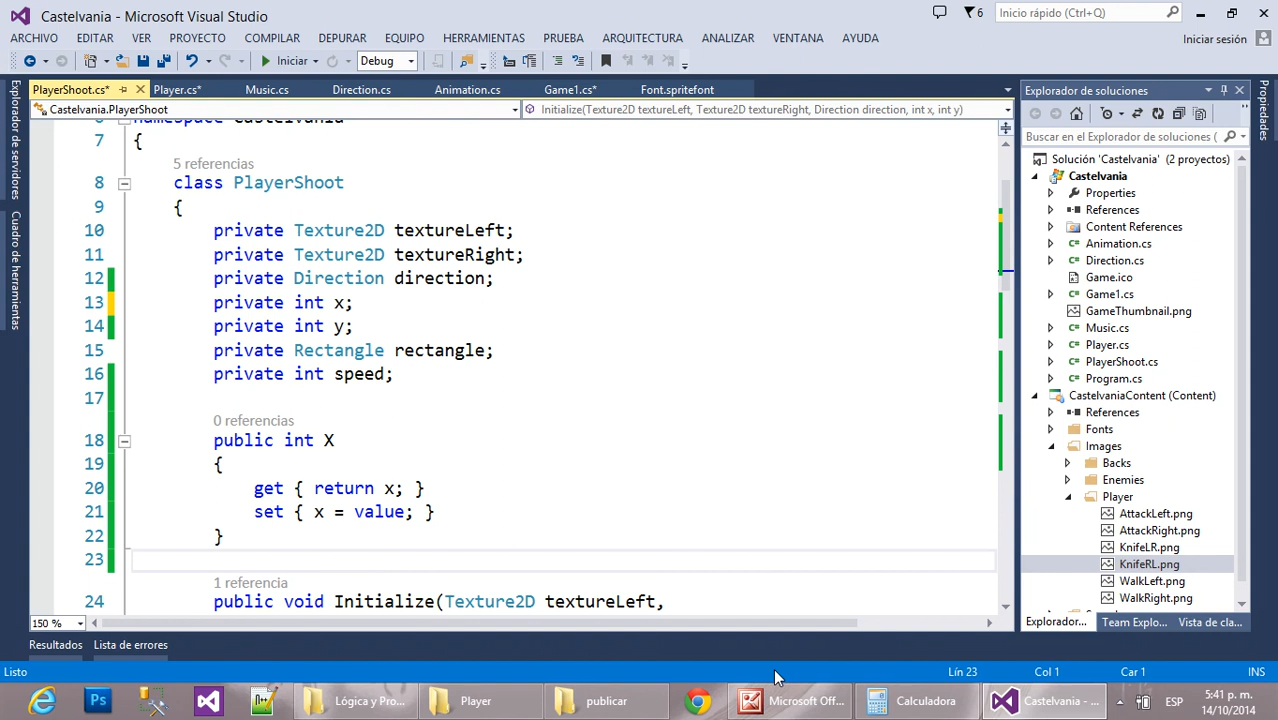 Castelvania - Microsoft Visual Studio
6
Inicio rápido (Ctrl+Q)
ARCHIVO EDITAR VER PROYECTO COMPILAR DEPURAR EQUIPO HERRAMIENTAS PRUEBA ARQUITECTURA ANALIZAR VENTANA AYUDA
Iniciar sesión
Iniciar
Debug
PlayerShoot.cs* Player.cs* Music.cs Direction.cs Animation.cs Game1.cs* Font.spritefont
Castelvania.PlayerShoot
Initialize(Texture2D textureLeft, Texture2D textureRight, Direction direction, int x, int y)
Explorador de servidores
Cuadro de herramientas
7 {
5 referencias
8 class PlayerShoot
9 {
10 private Texture2D textureLeft;
11 private Texture2D textureRight;
12 private Direction direction;
13 private int x;
14 private int y;
15 private Rectangle rectangle;
16 private int speed;
17
0 referencias
18 public int X
19 {
20 get { return x; }
21 set { x = value; }
22 }
23
1 referencia
24 public void Initialize(Texture2D textureLeft,
150 %
Explorador de soluciones
Buscar en el Explorador de soluciones (
Solución 'Castelvania' (2 proyectos)
Castelvania
Properties
References
Content References
Animation.cs
Direction.cs
Game.ico
Game1.cs
GameThumbnail.png
Music.cs
Player.cs
PlayerShoot.cs
Program.cs
CastelvaniaContent (Content)
References
Fonts
Images
Backs
Enemies
Player
AttackLeft.png
AttackRight.png
KnifeLR.png
KnifeRL.png
WalkLeft.png
WalkRight.png
Explorador... Team Explo... Vista de cla...
Propiedades
Resultados Lista de errores
Listo
Lín 23 Col 1 Car 1 INS
Lógica y Pro... Player publicar Microsoft Off... Calculadora Castelvania - ...
ESP
5:41 p. m.
14/10/2014